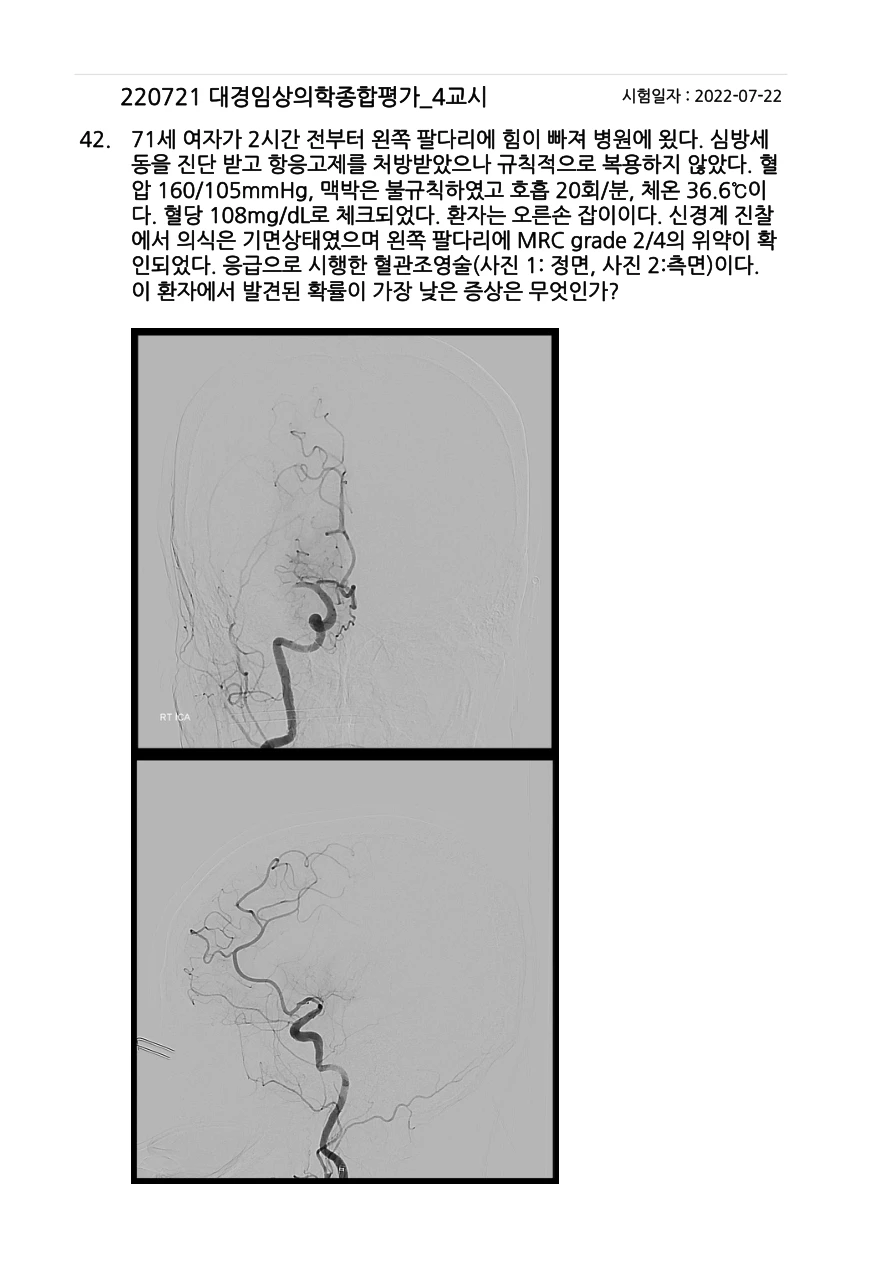 220721 대경임상의학종합평가_4교시
시험일자 : 2022-07-22
42. 71세 여자가 2시간 전부터 왼쪽 팔다리에 힘이 빠져 병원에 왔다. 심방세
동을 진단 받고 항응고제를 처방받았으나 규칙적으로 복용하지 않았다. 혈
압 160/105mmHg, 맥박은 불규칙하였고 호흡 20회/분, 체온 36.6℃이
다. 혈당 108mg/dL로 체크되었다. 환자는 오른손 잡이이다. 신경계 진찰
에서 의식은 기면상태였으며 왼쪽 팔다리에 MRC grade 2/4의 위약이 확
인되었다. 응급으로 시행한 혈관조영술(사진 1: 정면, 사진 2:측면)이다.
이 환자에서 발견된 확률이 가장 낮은 증상은 무엇인가?
RT ICA